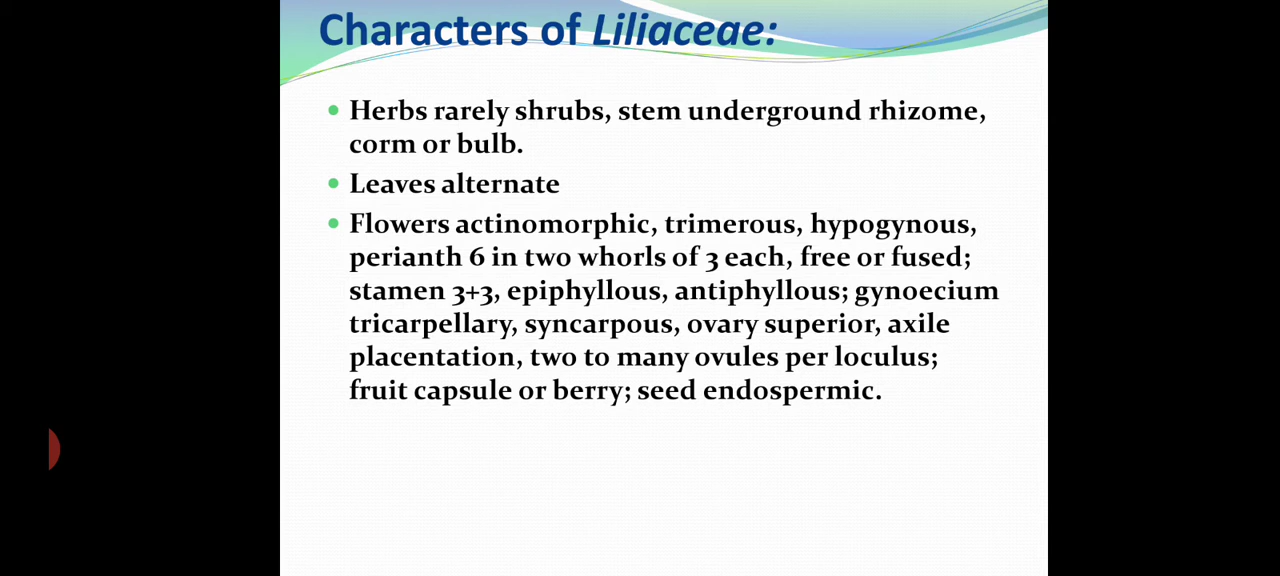 Characters of Liliaceae:
• Herbs rarely shrubs, stem underground rhizome,
corm or bulb.
• Leaves alternate
• Flowers actinomorphic, trimerous, hypogynous,
perianth 6 in two whorls of 3 each, free or fused;
stamen 3+3, epiphyllous, antiphyllous; gynoecium
tricarpellary, syncarpous, ovary superior, axile
placentation, two to many ovules per loculus;
fruit capsule or berry; seed endospermic.